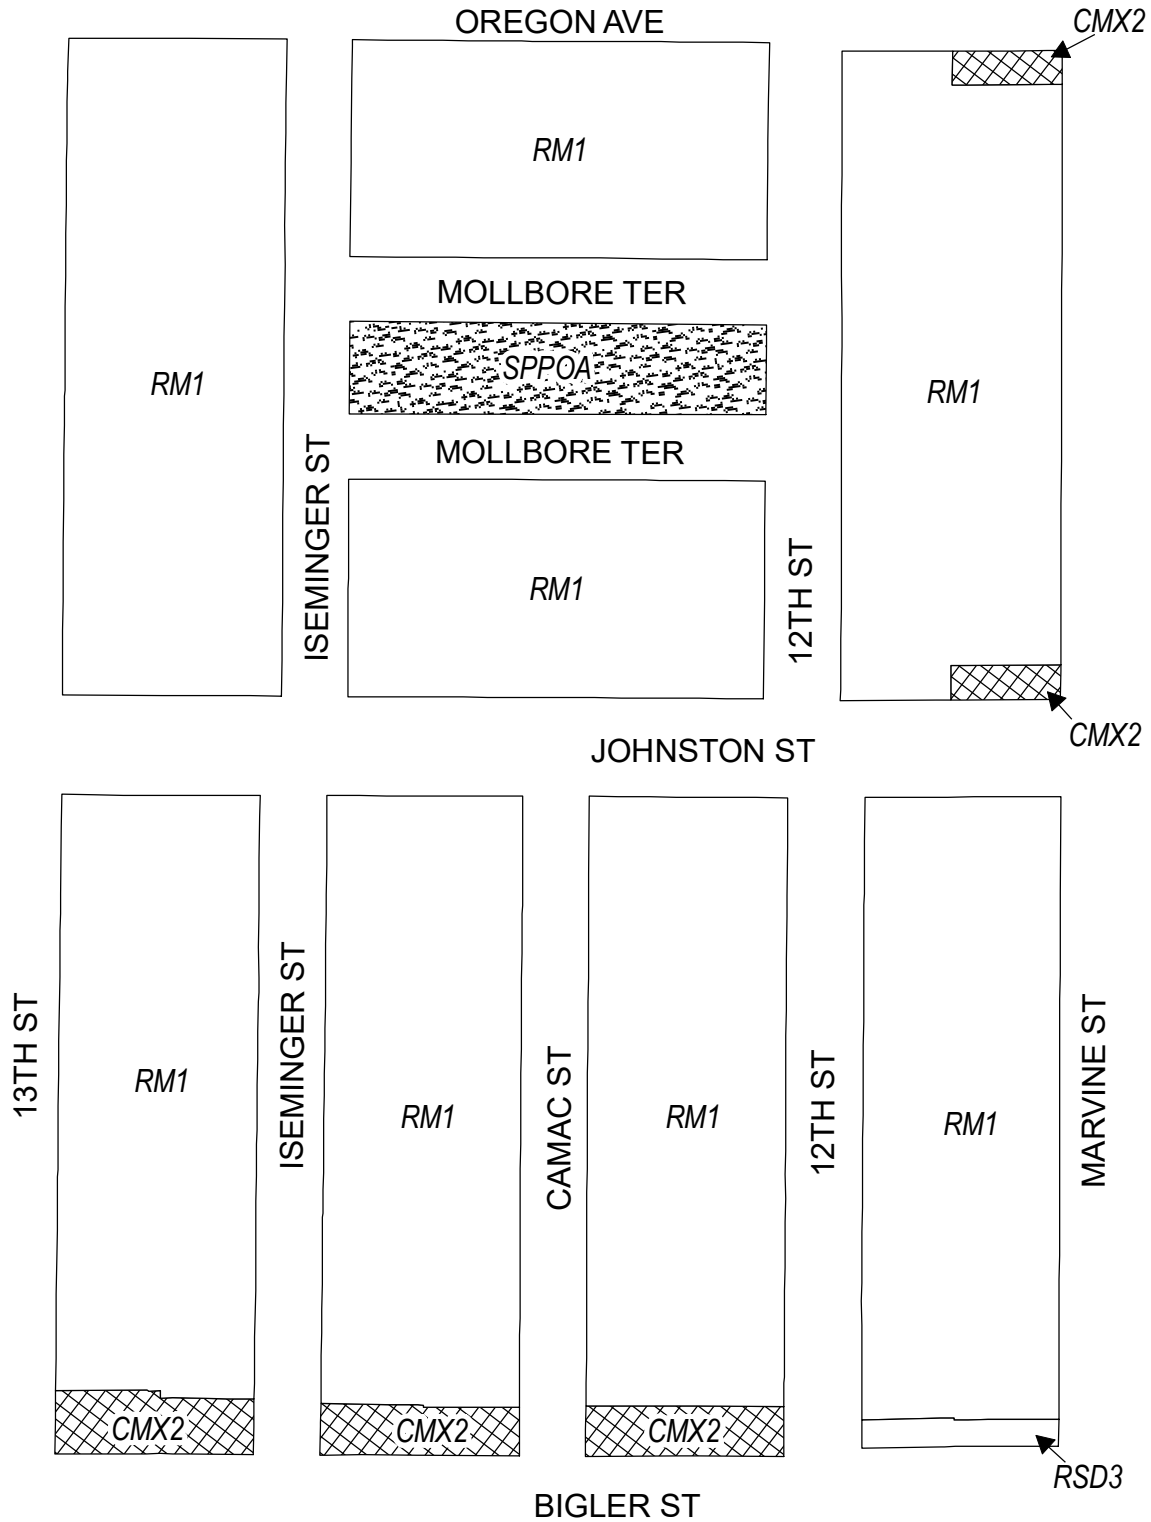 OREGON AVE
CMX2
RM1
MOLLBORE TER
SPPOA
RM1
RM1
MOLLBORE TER
ISEMINGER ST
RM1
12TH ST
CMX2
JOHNSTON ST
13TH ST
RM1
ISEMINGER ST
RM1
CAMAC ST
RM1
12TH ST
RM1
MARVINE ST
CMX2
CMX2
CMX2
RSD3
BIGLER ST